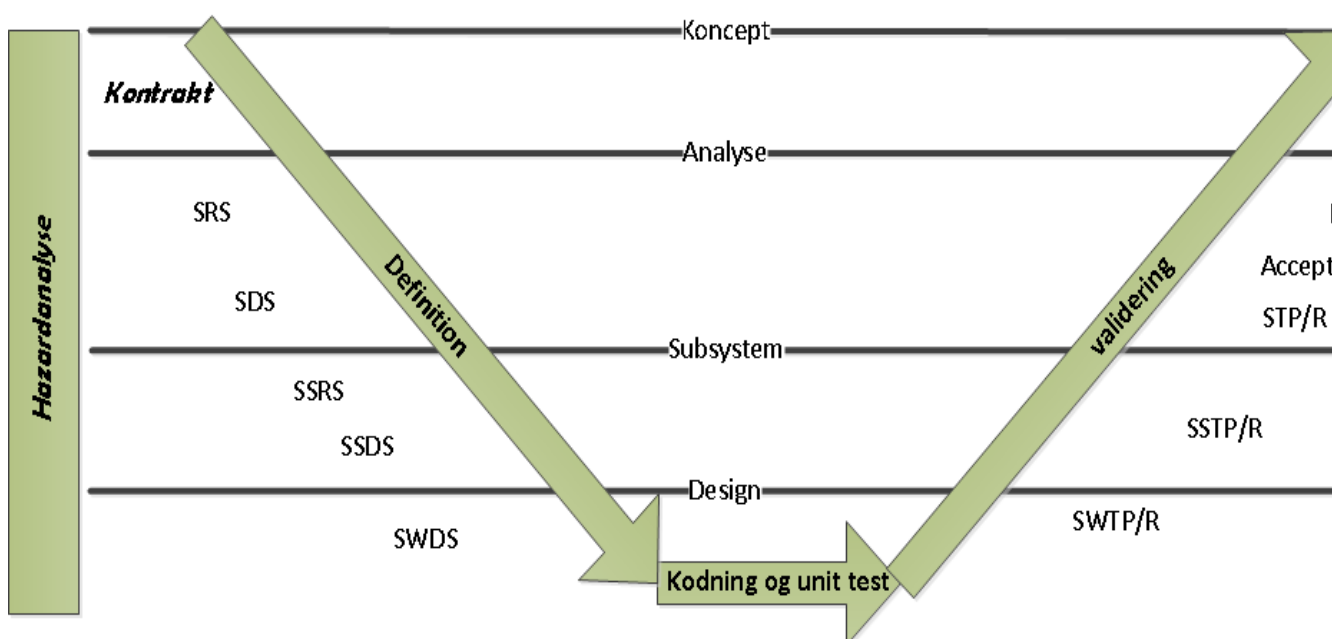 Koncept
Kontrakt
Analyse
SRS
Accept
SDS
STP/R
Subsystem
SSRS
SSTP/R
SSDS
Design
SWDS
SWTP/R
Kodning og unit test
Hazardanalyse
Definition
validering